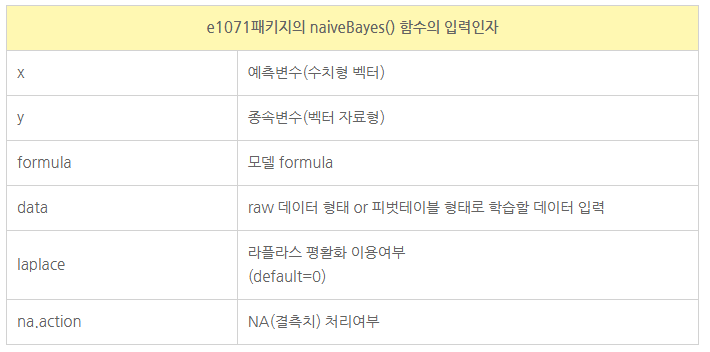 e1071패키지의 naiveBayes() 함수의 입력인자
x 예측변수(수치형 벡터)
y 종속변수(벡터 자료형)
formula 모델 formula
data raw 데이터 형태 or 피벗테이블 형태로 학습할 데이터 입력
laplace 라플라스 평활화 이용여부
(default=0)
na.action NA(결측치) 처리여부